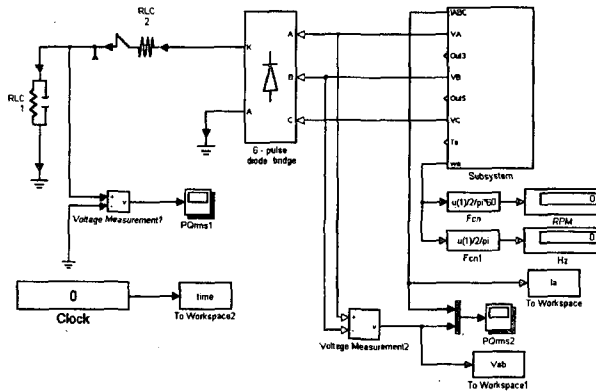 RLC
2
RLC
1
K
A
A
B
C
6 - pulse
diode bridge
IABC
VA
Out3
VB
Out5
VC
Te
we
Subsystem
u(1)/2/pi*60
Fcn
0
RPM
u(1)/2/pi
Fcn1
0
Hz
+
-
v
Voltage Measurement1
PQrms1
0
Clock
time
To Workspace2
Ia
To Workspace
+
-
v
Voltage Measurement2
PQrms2
Vab
To Workspace1